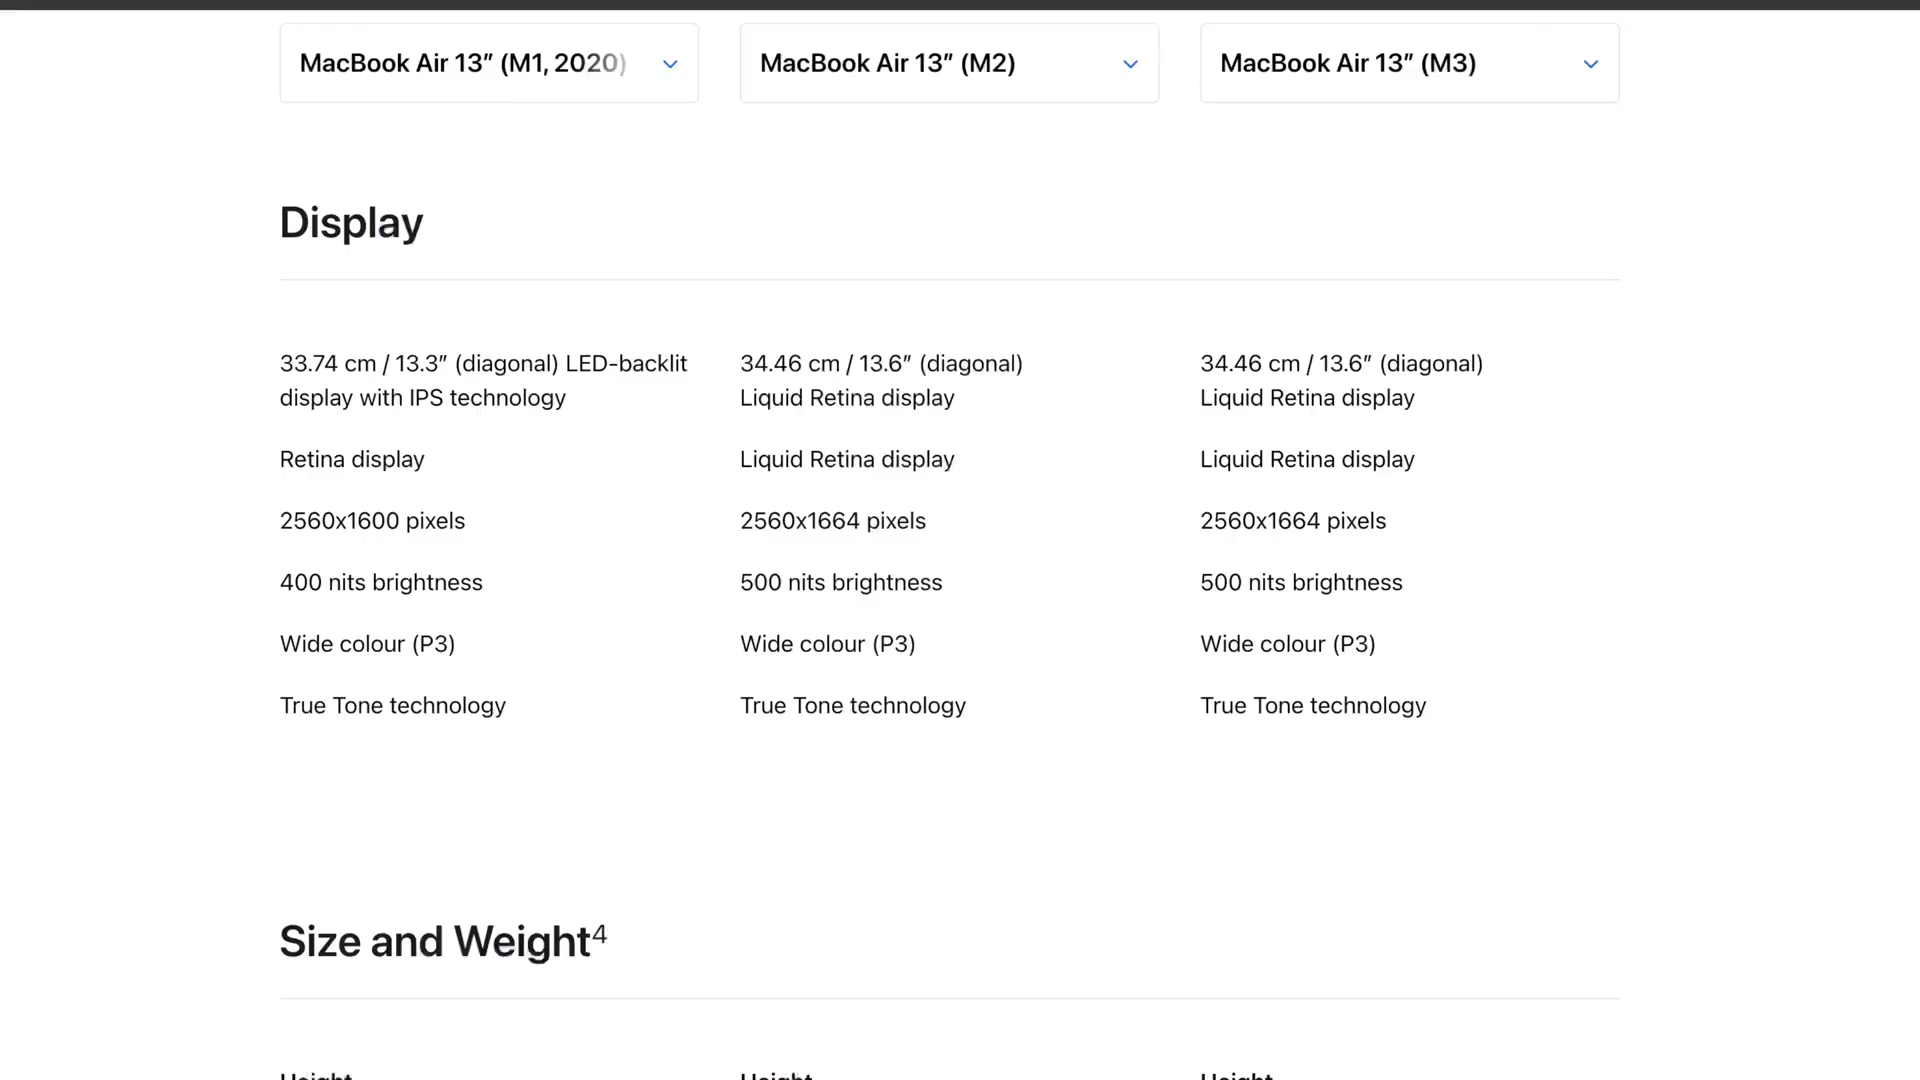 MacBook Air 13” (M1, 2020)
MacBook Air 13” (M2)
MacBook Air 13” (M3)
Display
33.74 cm / 13.3” (diagonal) LED-backlit
display with IPS technology
Retina display
2560x1600 pixels
400 nits brightness
Wide colour (P3)
True Tone technology
34.46 cm / 13.6” (diagonal)
Liquid Retina display
Liquid Retina display
2560x1664 pixels
500 nits brightness
Wide colour (P3)
True Tone technology
34.46 cm / 13.6” (diagonal)
Liquid Retina display
Liquid Retina display
2560x1664 pixels
500 nits brightness
Wide colour (P3)
True Tone technology
Size and Weight⁴
Height
Height
Height